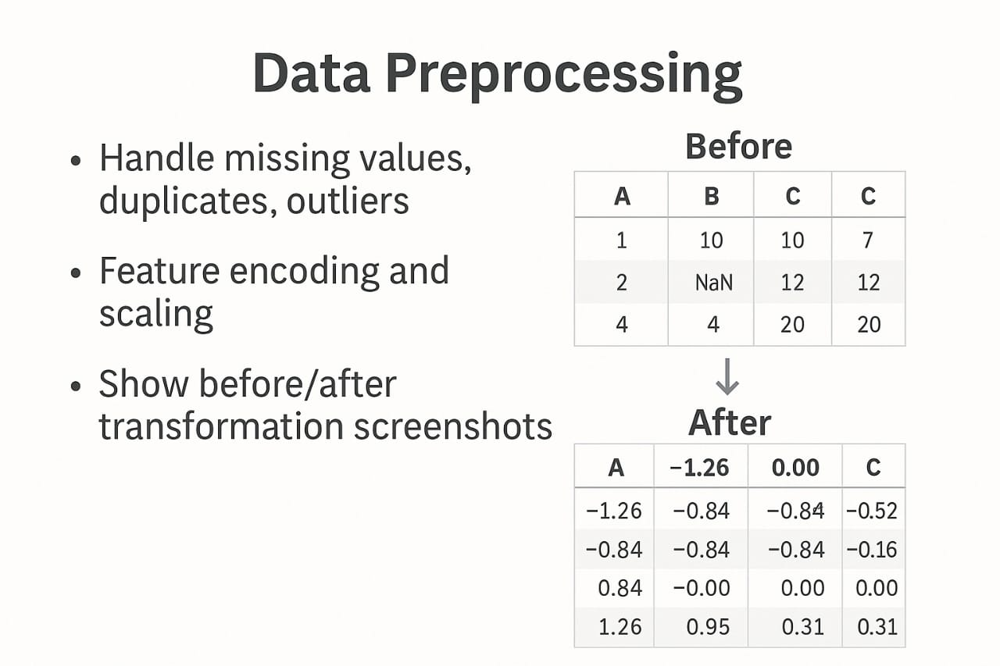 Data Preprocessing
• Handle missing values,
duplicates, outliers
• Feature encoding and
scaling
• Show before/after
transformation screenshots
Before
A B C C
1 10 10 7
2 NaN 12 12
4 4 20 20
↓
After
A −1.26 0.00 C
−1.26 −0.84 −0.84 −0.52
−0.84 −0.84 −0.84 −0.16
0.84 −0.00 0.00 0.00
1.26 0.95 0.31 0.31